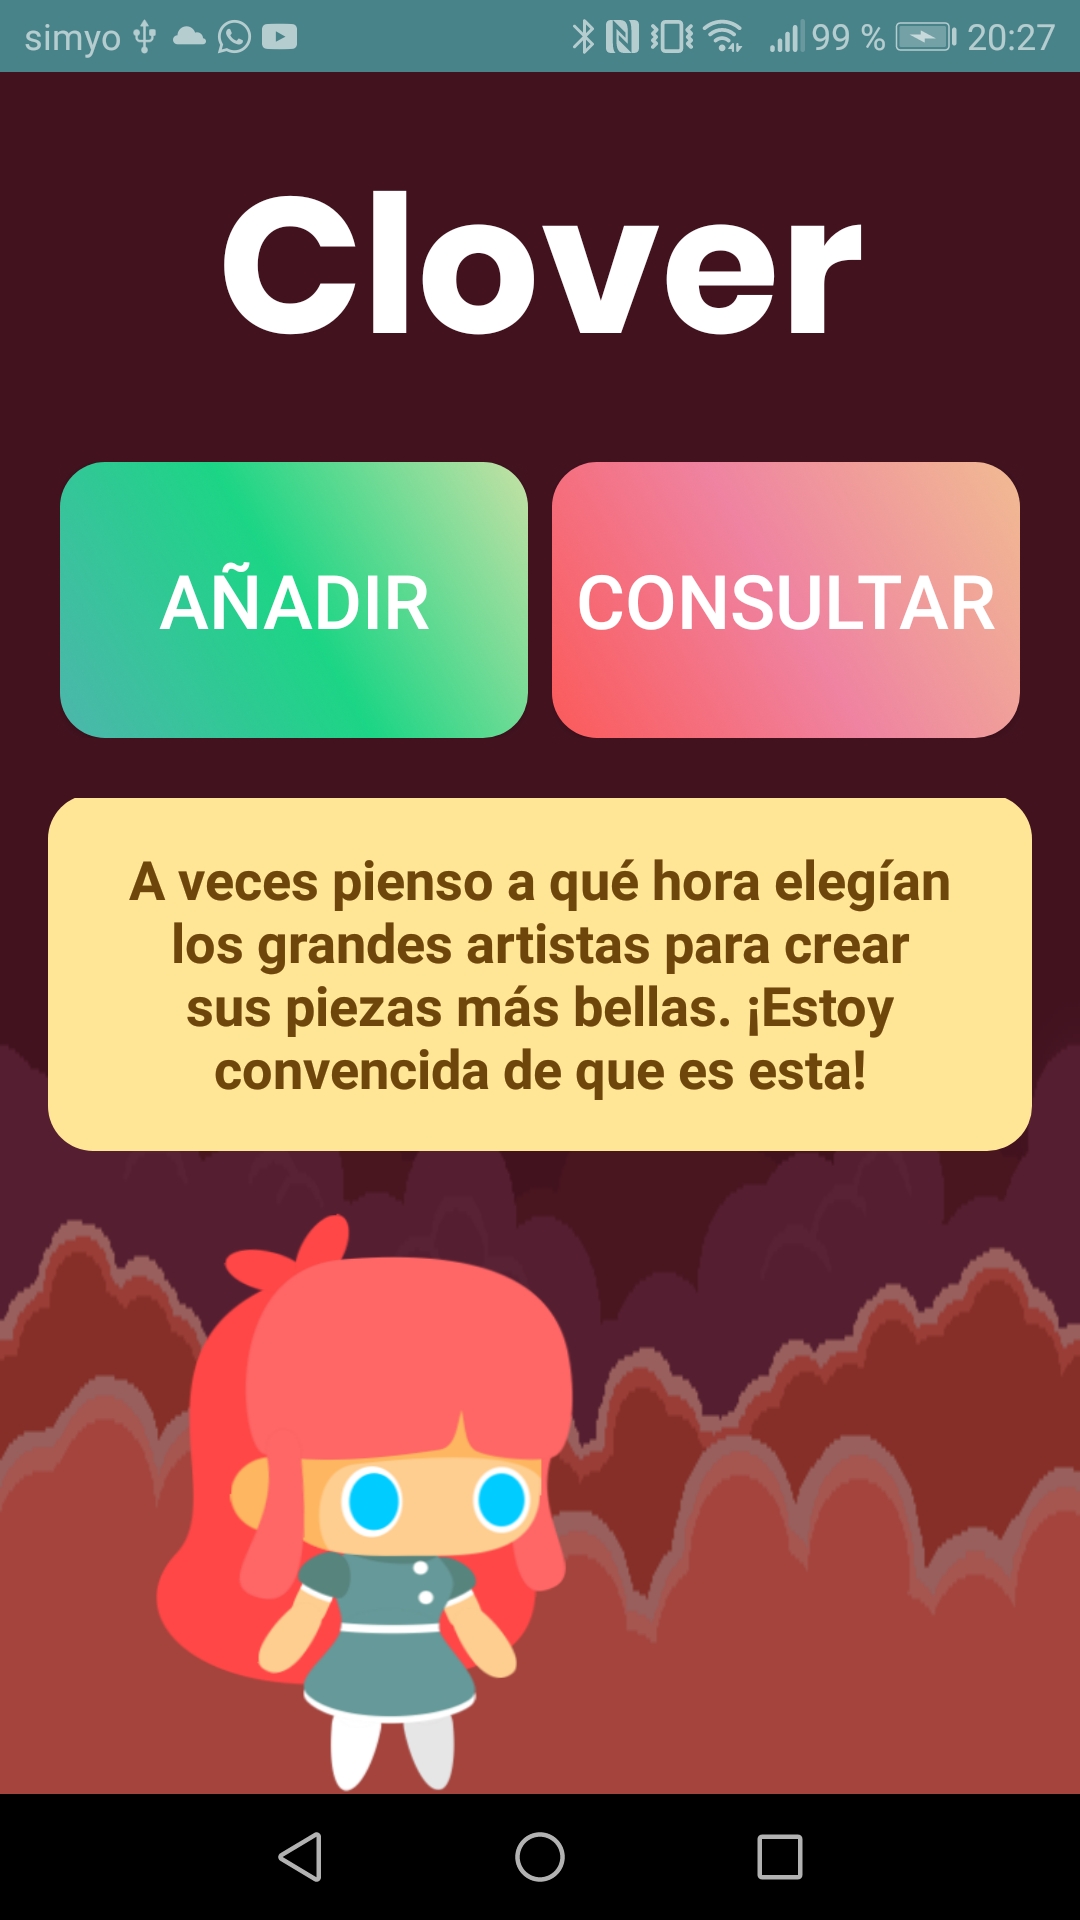 simyo 99 % 20:27
Clover
AÑADIR CONSULTAR
A veces pienso a qué hora elegían
los grandes artistas para crear
sus piezas más bellas. ¡Estoy
convencida de que es esta!